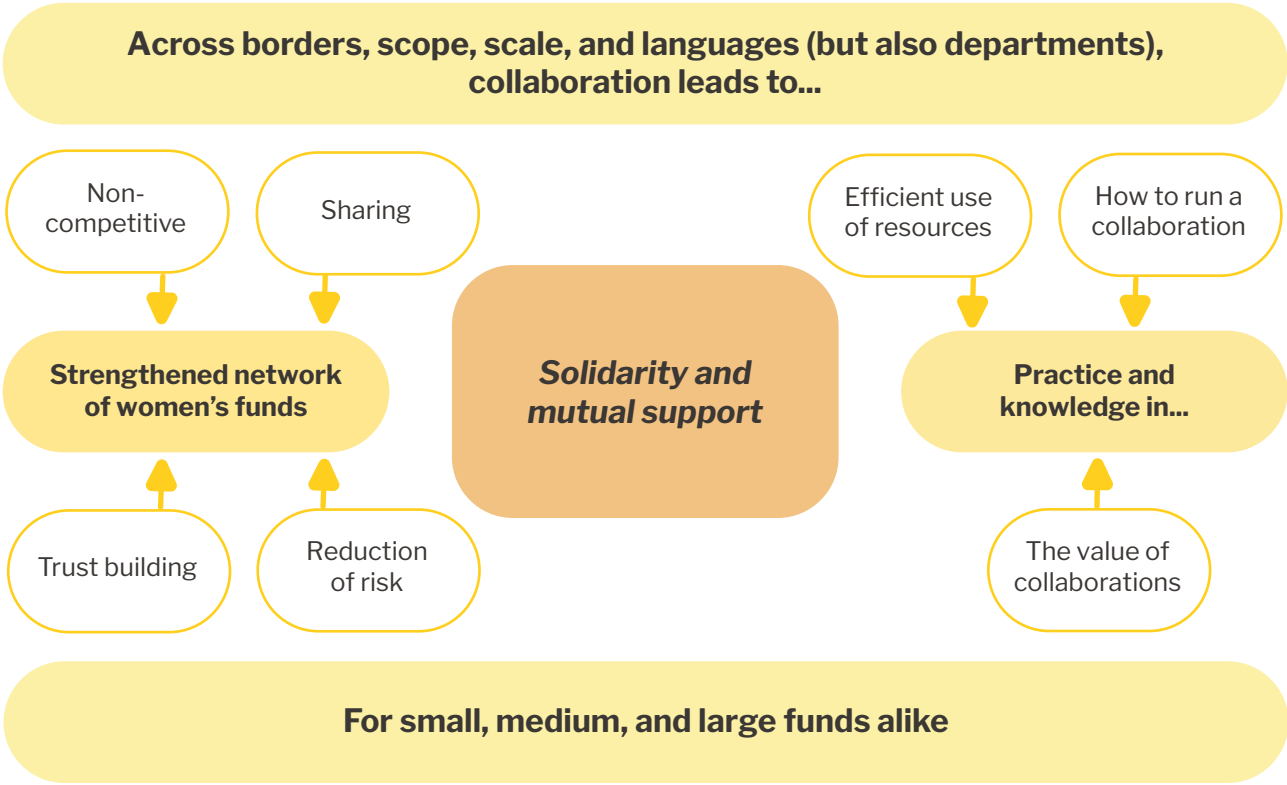 Across borders, scope, scale, and languages (but also departments),
collaboration leads to...
Non-
competitive
Sharing
Efficient use
of resources
How to run a
collaboration
Strengthened network
of women’s funds
Solidarity and
mutual support
Practice and
knowledge in...
Trust building
Reduction
of risk
The value of
collaborations
For small, medium, and large funds alike